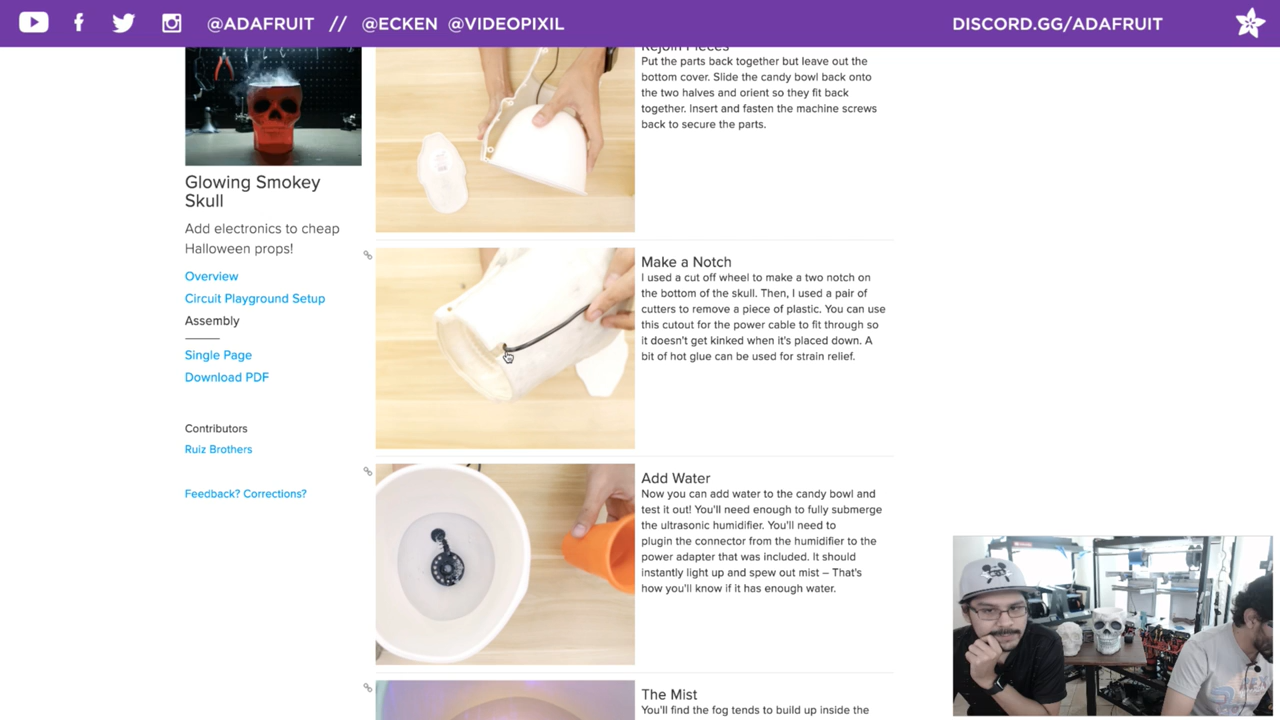 @ADAFRUIT // @ECKEN @VIDEOPIXIL
DISCORD.GG/ADAFRUIT
Glowing Smokey
Skull
Add electronics to cheap
Halloween props!
Overview
Circuit Playground Setup
Assembly
Single Page
Download PDF
Contributors
Ruiz Brothers
Feedback? Corrections?
Rejoin Pieces
Put the parts back together but leave out the
bottom cover. Slide the candy bowl back onto
the two halves and orient so they fit back
together. Insert and fasten the machine screws
back to secure the parts.
Make a Notch
I used a cut off wheel to make a two notch on
the bottom of the skull. Then, I used a pair of
cutters to remove a piece of plastic. You can use
this cutout for the power cable to fit through so
it doesn't get kinked when it's placed down. A
bit of hot glue can be used for strain relief.
Add Water
Now you can add water to the candy bowl and
test it out! You'll need enough to fully submerge
the ultrasonic humidifier. You'll need to
plugin the connector from the humidifier to the
power adapter that was included. It should
instantly light up and spew out mist – That's
how you'll know if it has enough water.
The Mist
You'll find the fog tends to build up inside the